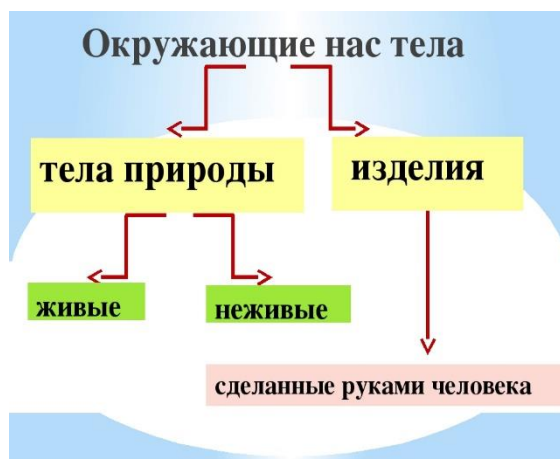 Окружающие нас тела
тела природы
изделия
живые
неживые
сделанные руками человека